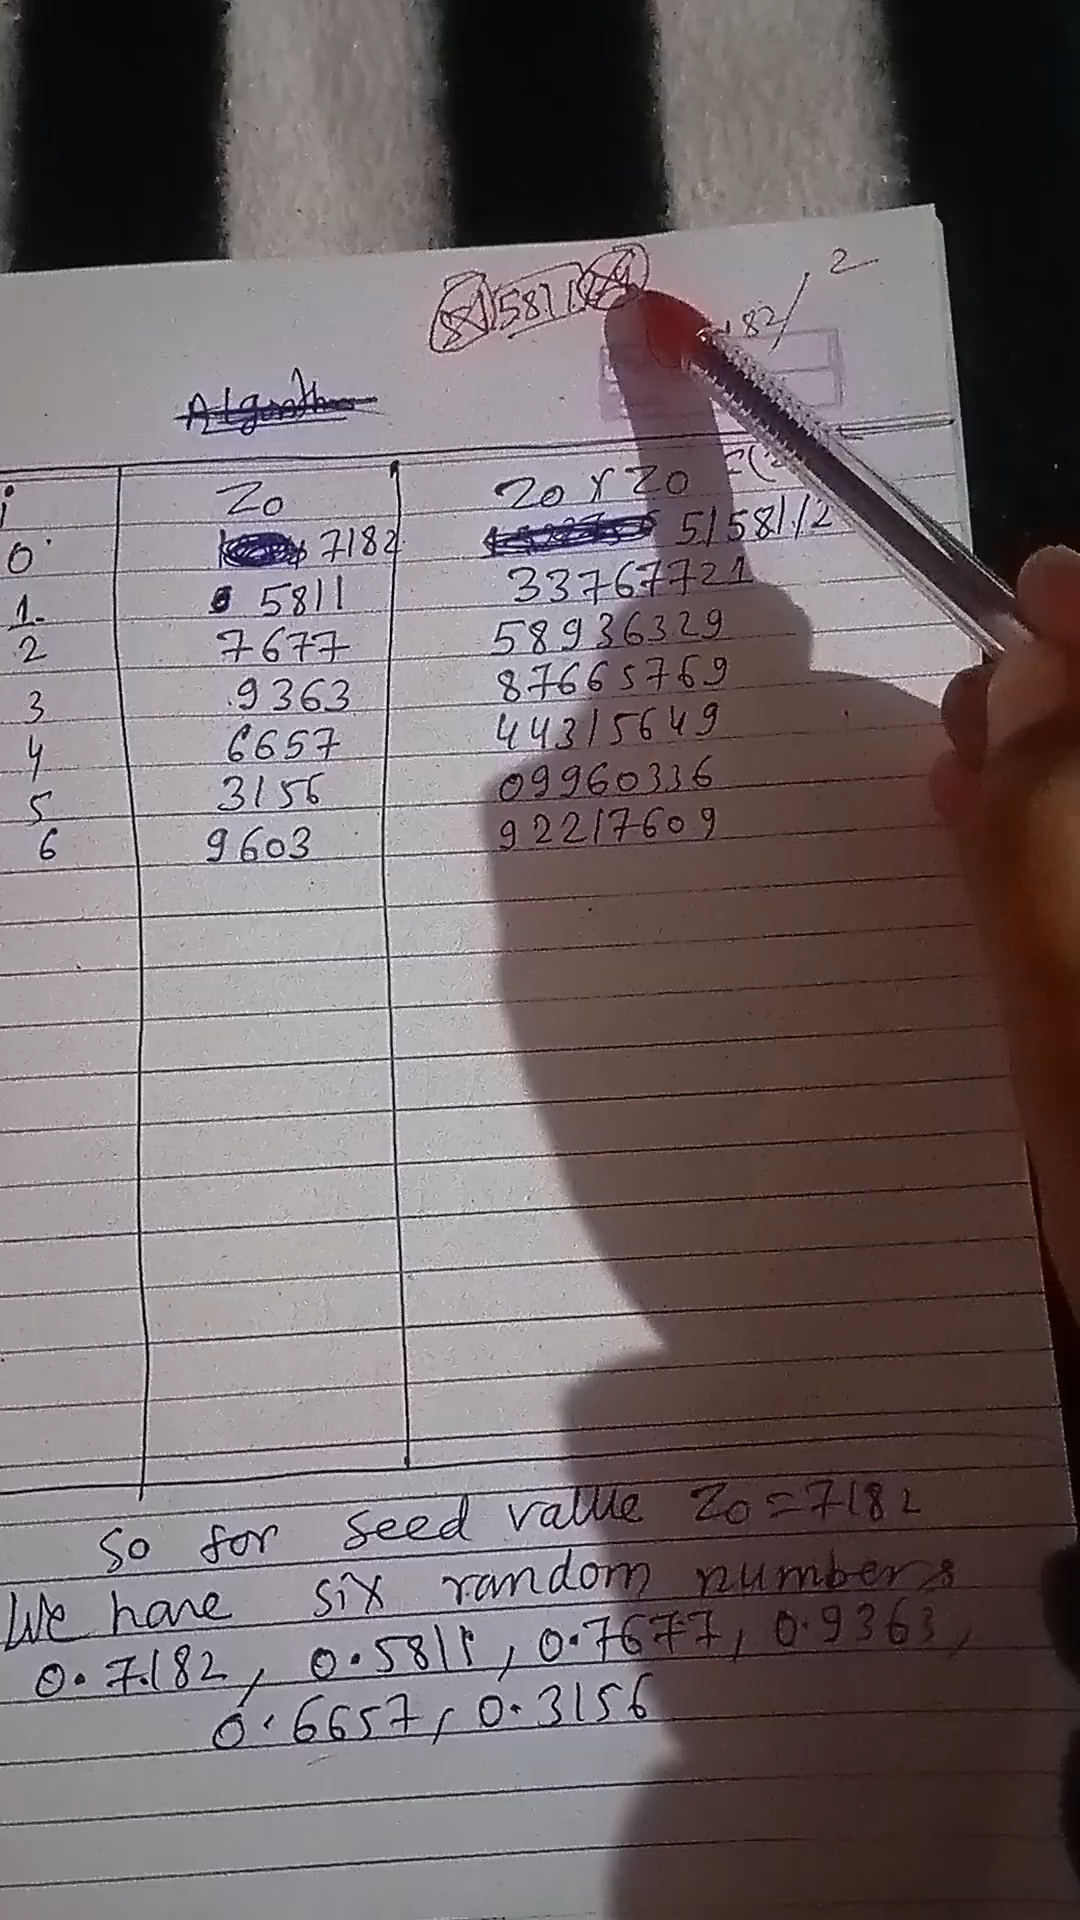 5811
82/ 2
i Z0 Z0 x Z0
0 7182 5158112
1. 5811 33767721
2 7677 58936329
3 9363 87665769
4 6657 44315649
5 3156 09960336
6 9603 92217609
so for seed value Z0 = 7182
We have six random numbers
0.7182, 0.5811, 0.7677, 0.9363,
0.6657, 0.3156